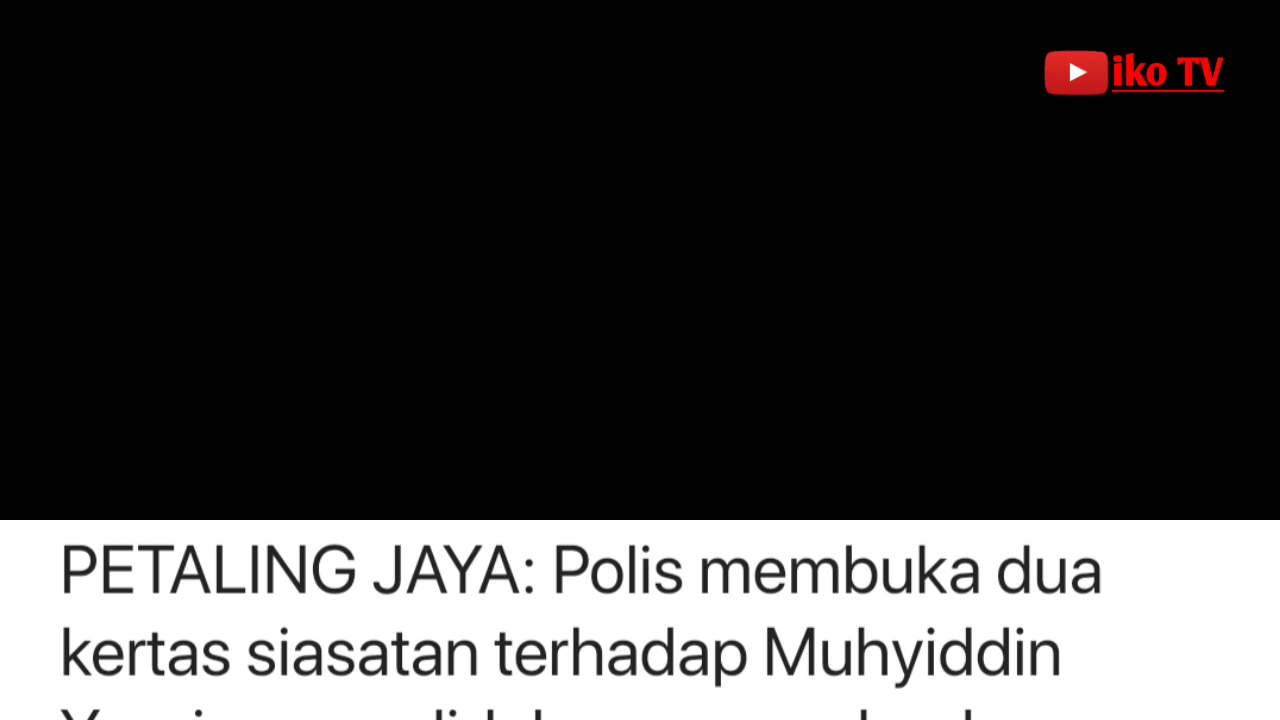 iko TV
PETALING JAYA: Polis membuka dua
kertas siasatan terhadap Muhyiddin